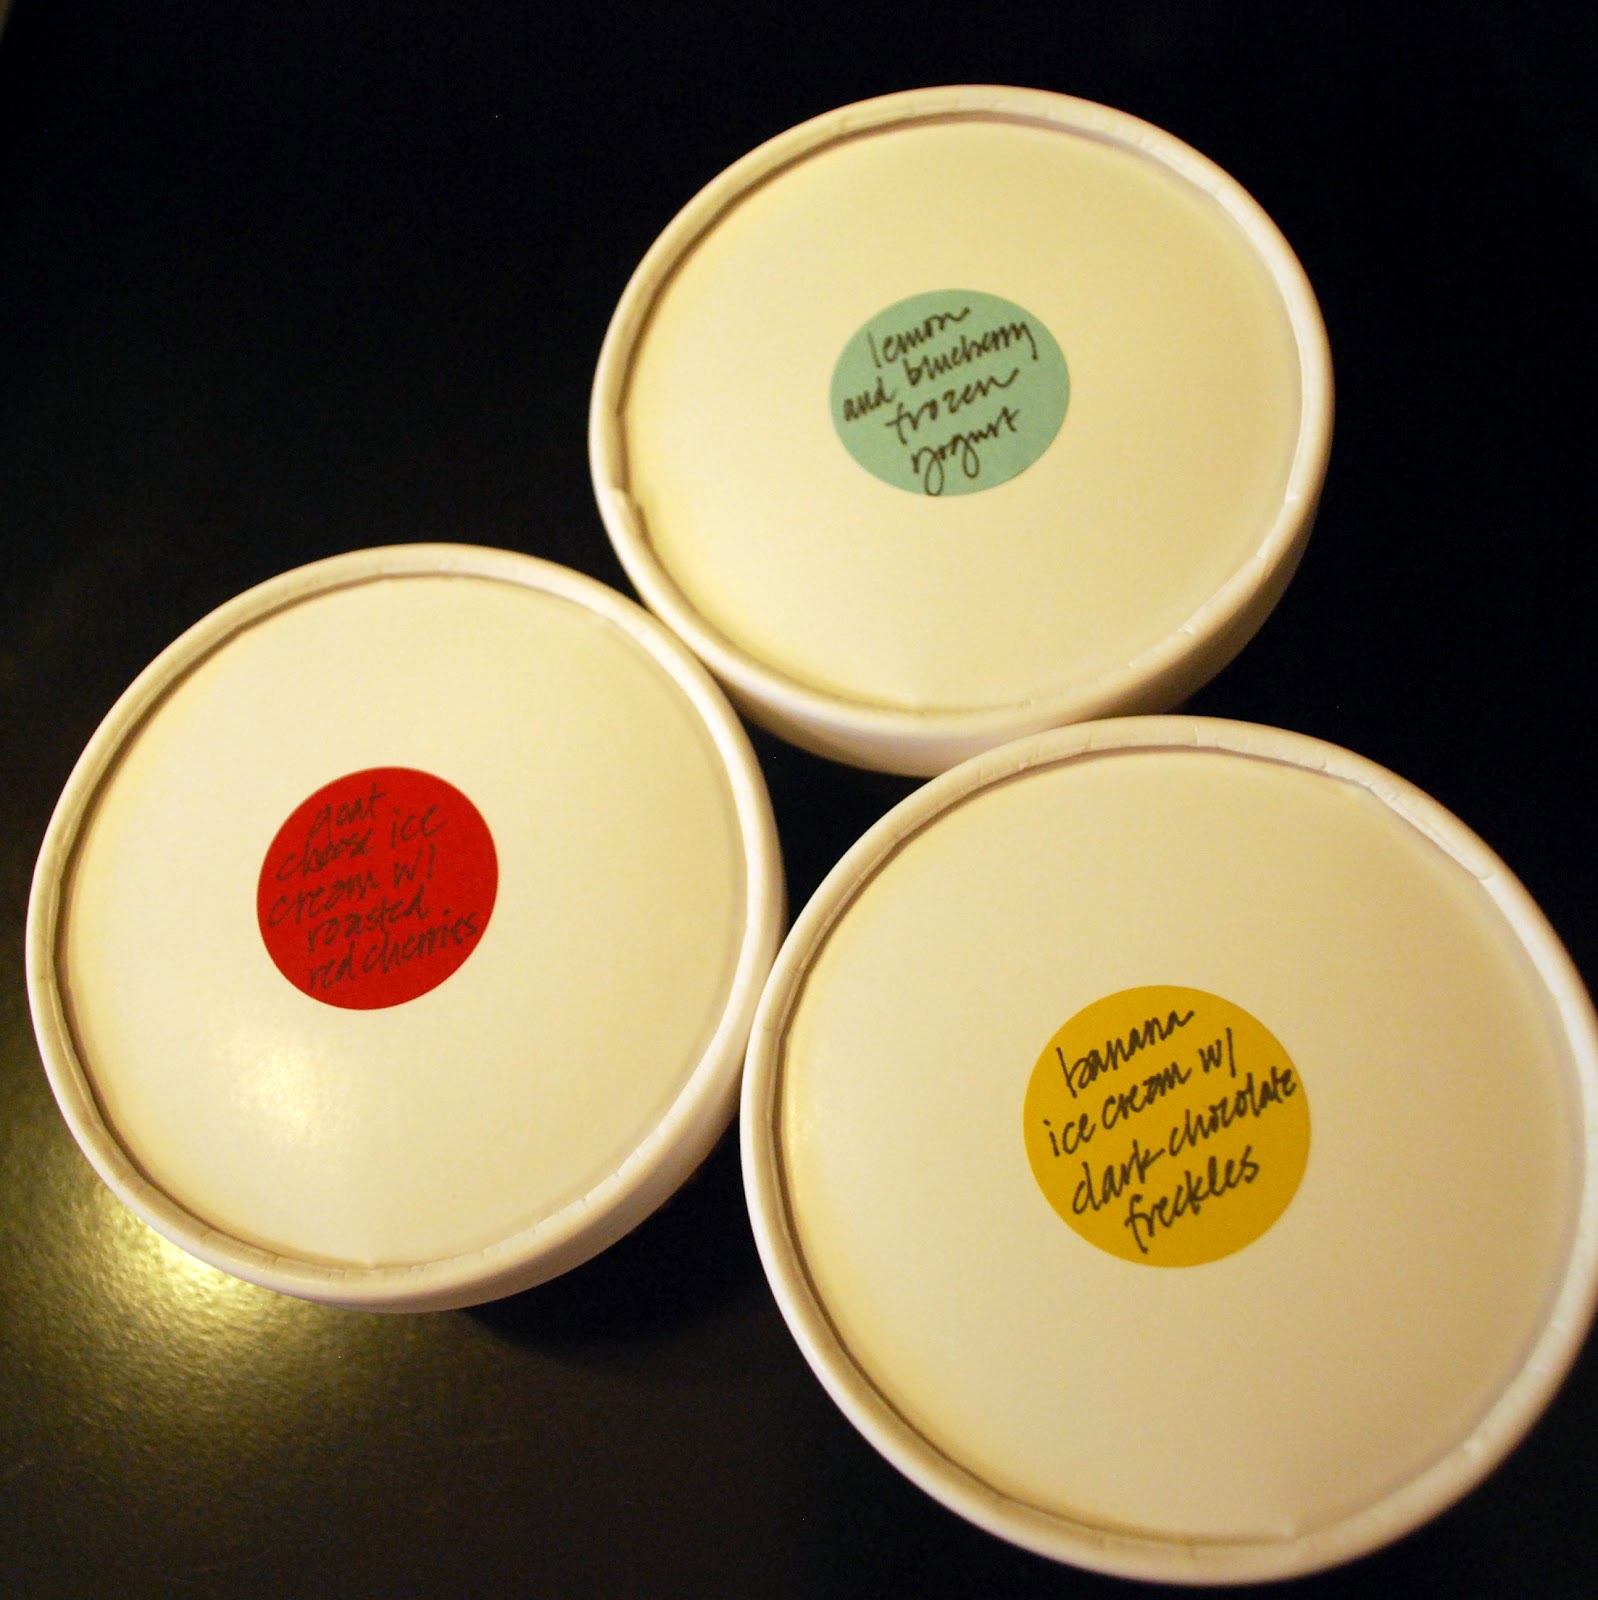 lemon
and blueberry
frozen
yogurt
goat
cheese ice
cream w/
roasted
red cherries
banana
ice cream w/
dark chocolate
freckles